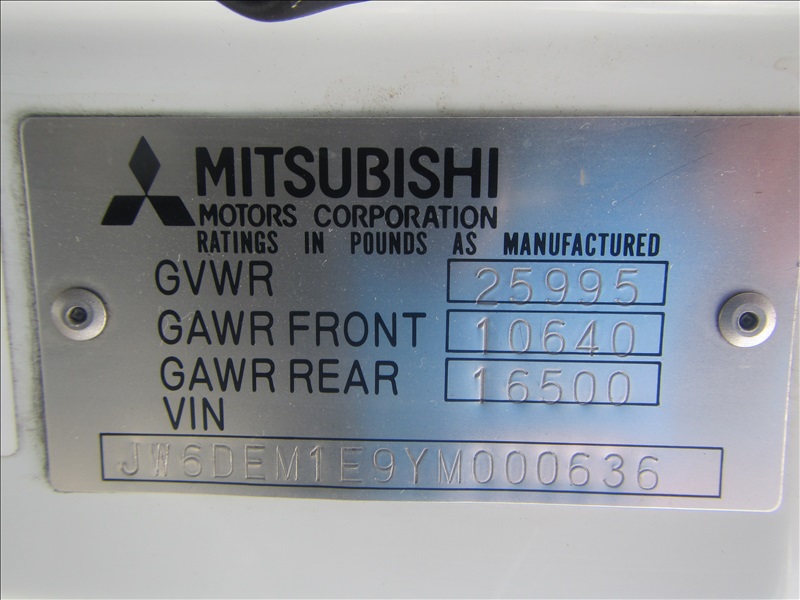 MITSUBISHI
MOTORS CORPORATION
RATINGS IN POUNDS AS MANUFACTURED
GVWR 25995
GAWR FRONT 10640
GAWR REAR 16500
VIN
JW6DEM1E9YM000636